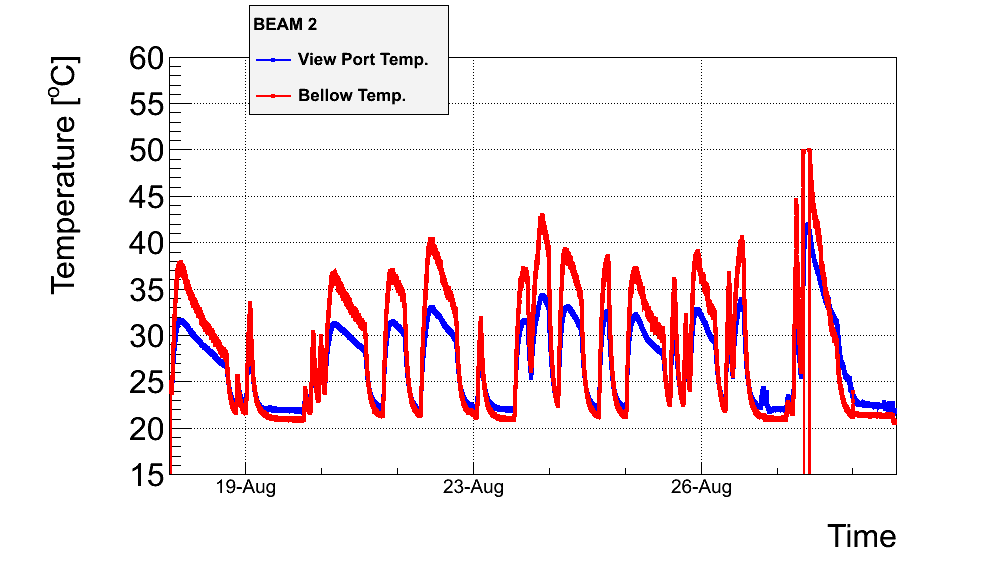 BEAM 2
View Port Temp.
Bellow Temp.
Temperature [°C]
60
55
50
45
40
35
30
25
20
15
19-Aug
23-Aug
26-Aug
Time